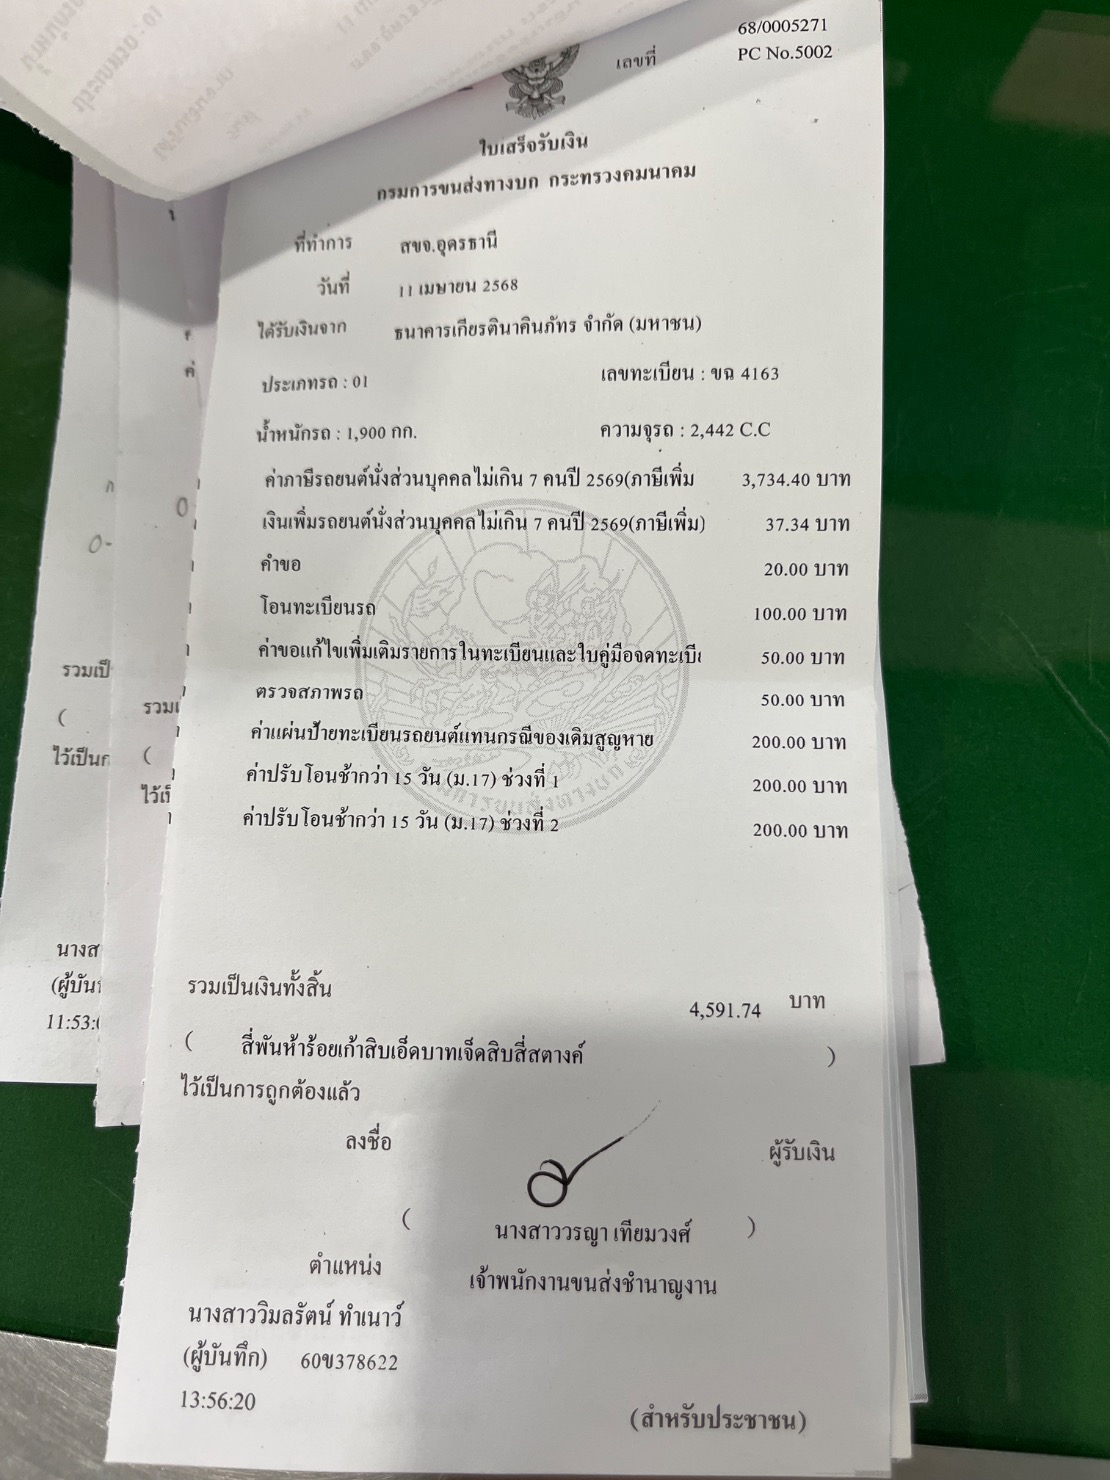 68/0005271
เลขที่ PC No.5002
ใบเสร็จรับเงิน
กรมการขนส่งทางบก กระทรวงคมนาคม
ที่ทำการ สขจ.อุดรธานี
วันที่ 11 เมษายน 2568
ได้รับเงินจาก ธนาคารเกียรตินาคินภัทร จำกัด (มหาชน)
ประเภทรถ : 01 เลขทะเบียน : ขฉ 4163
น้ำหนักรถ : 1,900 กก. ความจุรถ : 2,442 C.C
ค่าภาษีรถยนต์นั่งส่วนบุคคลไม่เกิน 7 คนปี 2569(ภาษีเพิ่ม 3,734.40 บาท
เงินเพิ่มรถยนต์นั่งส่วนบุคคลไม่เกิน 7 คนปี 2569(ภาษีเพิ่ม) 37.34 บาท
คำขอ 20.00 บาท
โอนทะเบียนรถ 100.00 บาท
ค่าขอแก้ไขเพิ่มเติมรายการในทะเบียนและใบคู่มือจดทะเบี 50.00 บาท
ตรวจสภาพรถ 50.00 บาท
ค่าแผ่นป้ายทะเบียนรถยนต์แทนกรณีของเดิมสูญหาย 200.00 บาท
ค่าปรับโอนช้ากว่า 15 วัน (ม.17) ช่วงที่ 1 200.00 บาท
ค่าปรับโอนช้ากว่า 15 วัน (ม.17) ช่วงที่ 2 200.00 บาท
รวมเป็นเงินทั้งสิ้น 4,591.74 บาท
( สี่พันห้าร้อยเก้าสิบเอ็ดบาทเจ็ดสิบสี่สตางค์ )
ไว้เป็นการถูกต้องแล้ว
ลงชื่อ ผู้รับเงิน
( นางสาววรญา เทียมวงศ์ )
ตำแหน่ง เจ้าพนักงานขนส่งชำนาญงาน
นางสาววิมลรัตน์ ทำเนาว์
(ผู้บันทึก) 60ข378622
13:56:20
(สำหรับประชาชน)